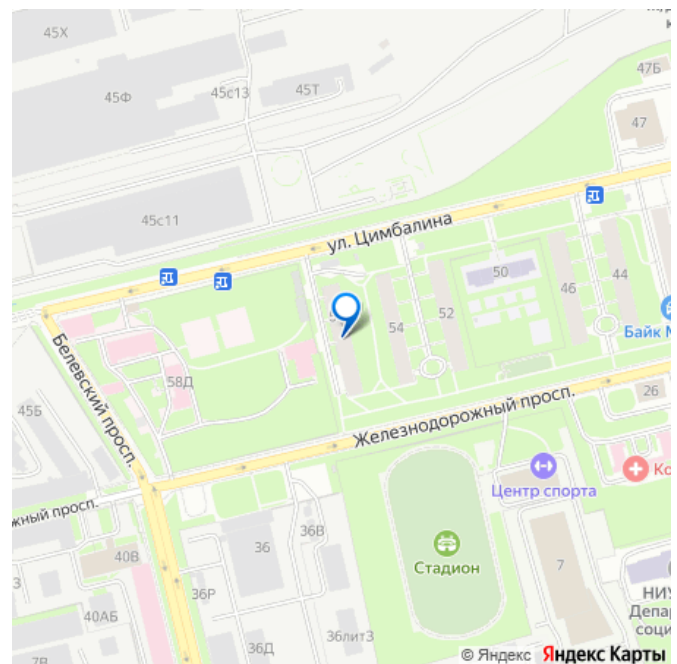 45Х
45Ф
45с13
45Т
47Б
47
45с11
ул. Цимбалина
50
44
46
54
52
Байк М
Белевский просп.
58Д
45Б
Железнодорожный просп.
26
Ко
Центр спорта
жный просп.
36В
36
40В
Стадион
7
36Р
НИУ
Депар
соци
40АБ
36Д
36лит3
7В
© Яндекс Яндекс Карты